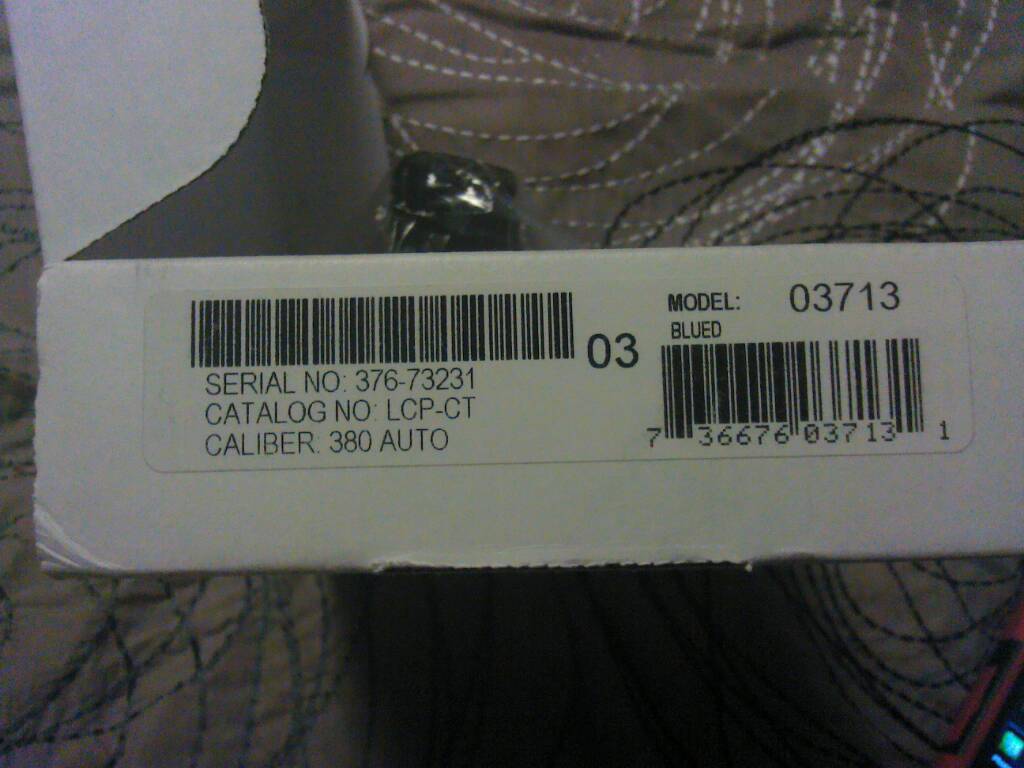 SERIAL NO: 376-73231
CATALOG NO: LCP-CT
CALIBER: 380 AUTO
03
MODEL: 03713
BLUED
7 36676 03713 1